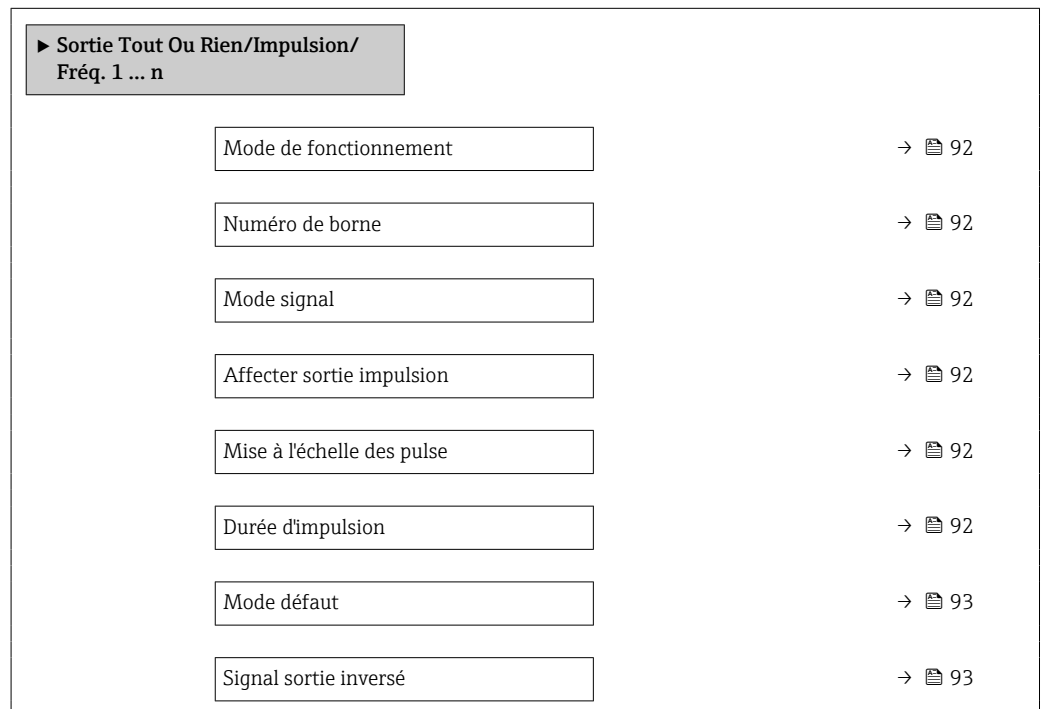 ▶ Sortie Tout Ou Rien/Impulsion/
Fréq. 1 ... n
Mode de fonctionnement → 92
Numéro de borne → 92
Mode signal → 92
Affecter sortie impulsion → 92
Mise à l'échelle des pulse → 92
Durée d'impulsion → 92
Mode défaut → 93
Signal sortie inversé → 93